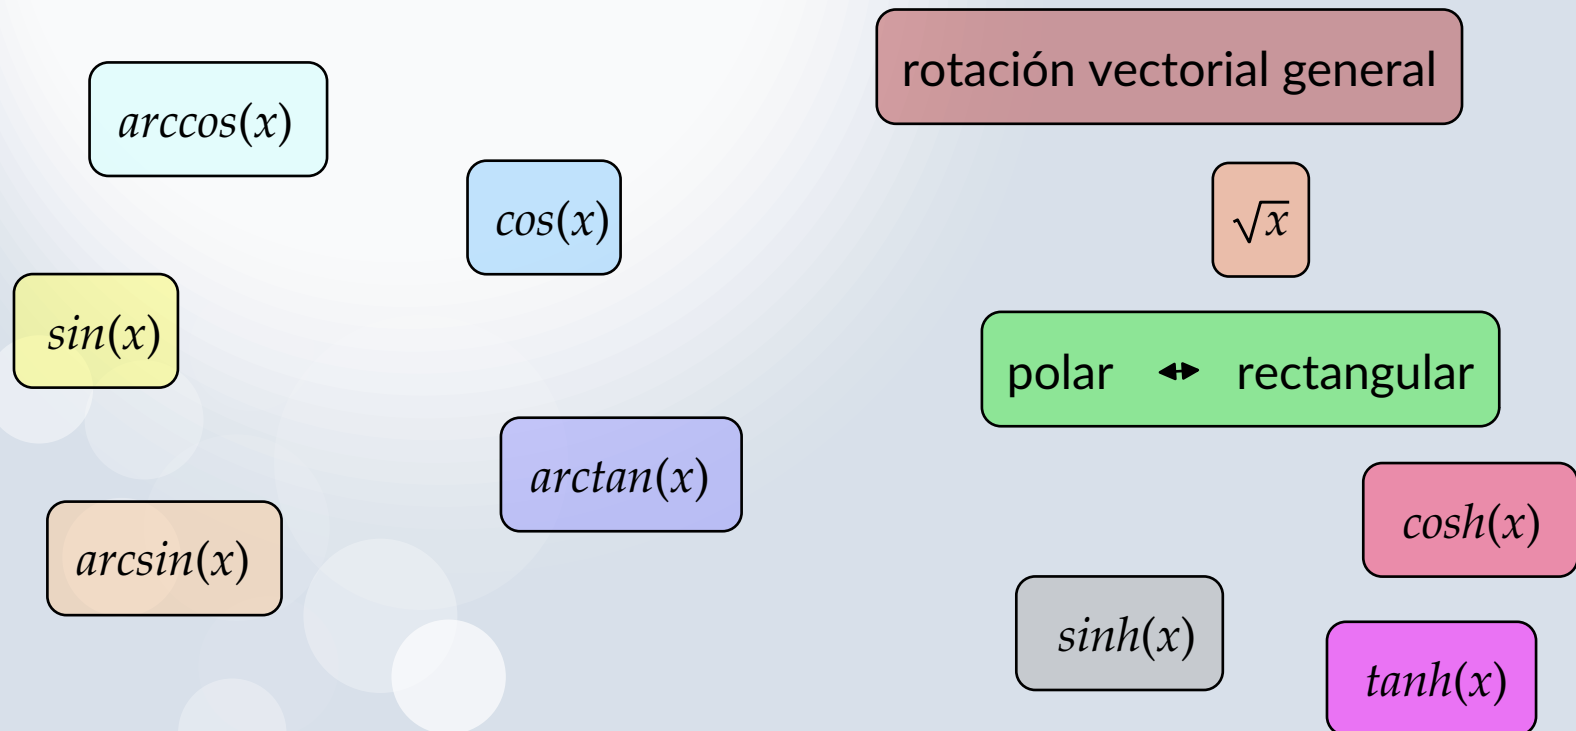 rotación vectorial general
arccos(x)
cos(x)
√x
sin(x)
polar ↔ rectangular
arctan(x)
cosh(x)
arcsin(x)
sinh(x)
tanh(x)